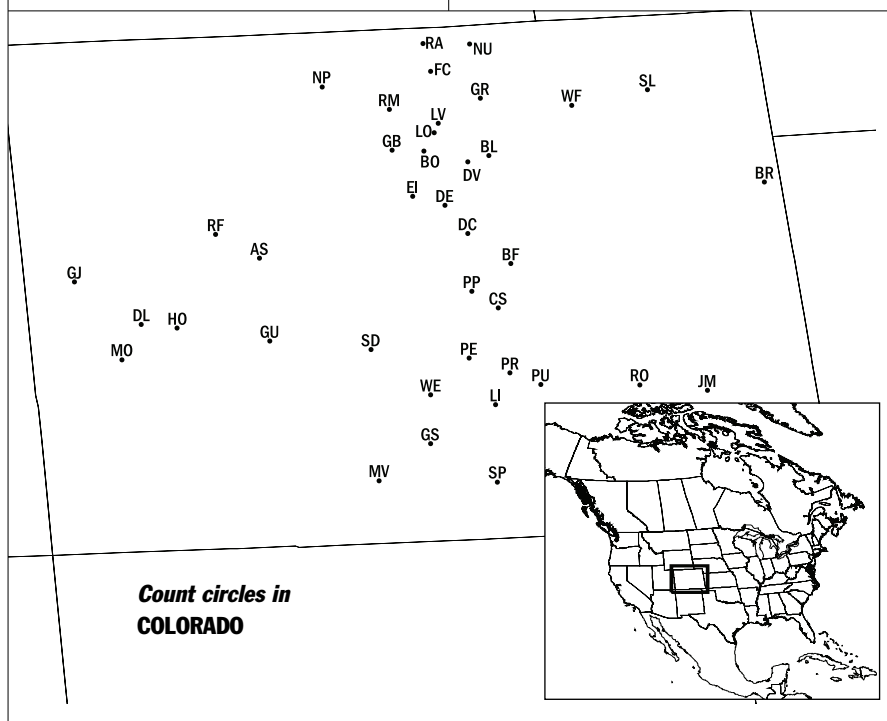 RA
NU
FC
NP
GR
SL
WF
RM
LV
LO
GB
BL
BO
DV
BR
EI
DE
RF
DC
AS
BF
GJ
PP
CS
DL
HO
GU
SD
MO
PE
PR
PU
RO
JM
WE
LI
GS
MV
SP
Count circles in
COLORADO